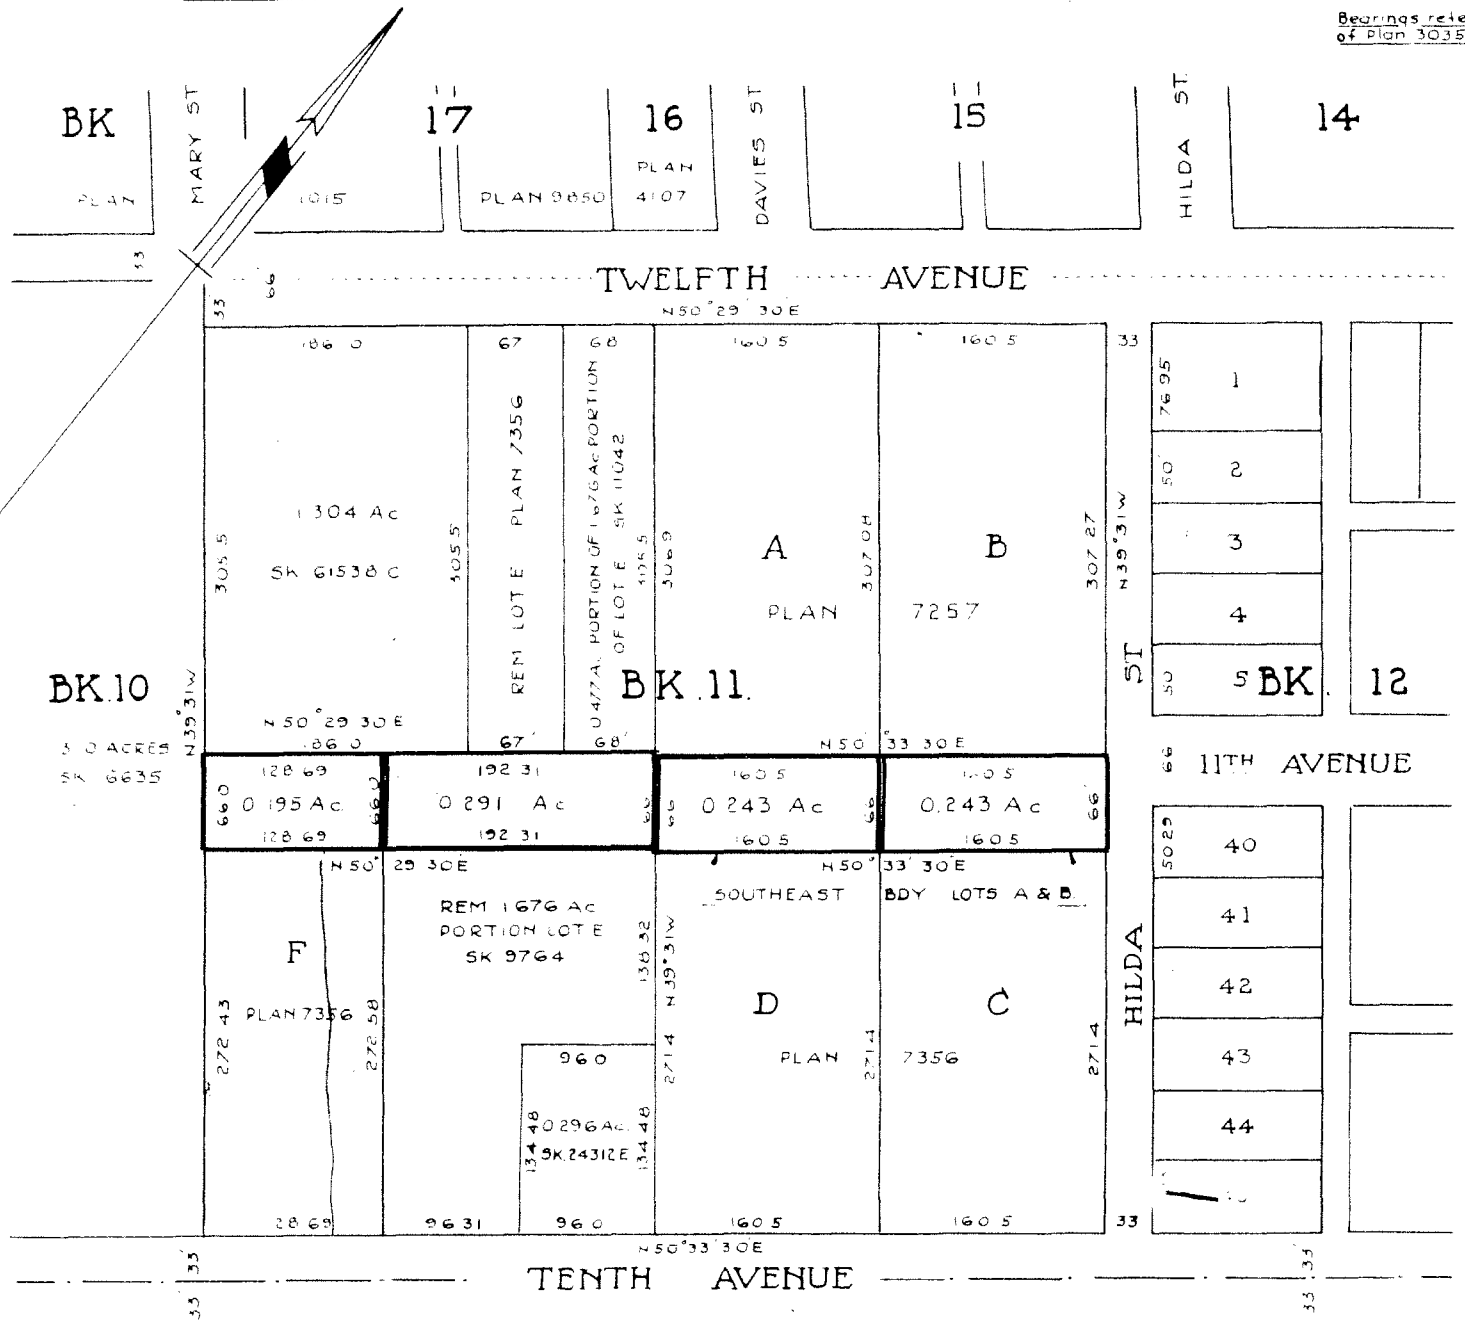 Bearings
of Plan 3035
BK
MARY ST
17
16
DAVIES ST
15
HILDA ST.
14
PLAN
1015
PLAN 9850
PLAN
4107
33
66
TWELFTH AVENUE
33
N50°29'30E
186 0
67
68
160 5
160 5
33
76 95
1
50'
2
3
4
50
5
1 304 Ac
SK 61538 C
305 5
305 5
REM LOT E PLAN 7356
0 477A. PORTION OF 1 676 Ac PORTION
OF LOT E SK 11042
305 5
306 9
A
307 08
B
307 27
N39°31W
PLAN 7257
BK.10
3 0 ACRES
SK 6635
N39°31W
BK.11.
ST
BK. 12
N50°29 30E
186 0
67'
68'
N50°33 30E
66
11TH AVENUE
128 69
192 31
160 5
160 5
66 0
0 195 Ac
66 0
0 291 Ac
66
66
0 243 Ac
66
0.243 Ac
66'
128 69
192 31
160 5
160 5
N50°29 30E
N50°33'30E
SOUTHEAST BDY LOTS A & B.
50 29
40
41
42
43
44
REM 1 676 Ac
PORTION LOT E
SK 9764
138 32
N39°31W
F
PLAN 7356
272 43
272 58
D
C
HILDA
271 4
PLAN 7356
271 4
271 4
96 0
134 48
0 296 Ac.
SK.24312E
134 48
28 69
96 31
96 0
160 5
160 5
33
N50°33'30E
33'
TENTH AVENUE
33'
33
33